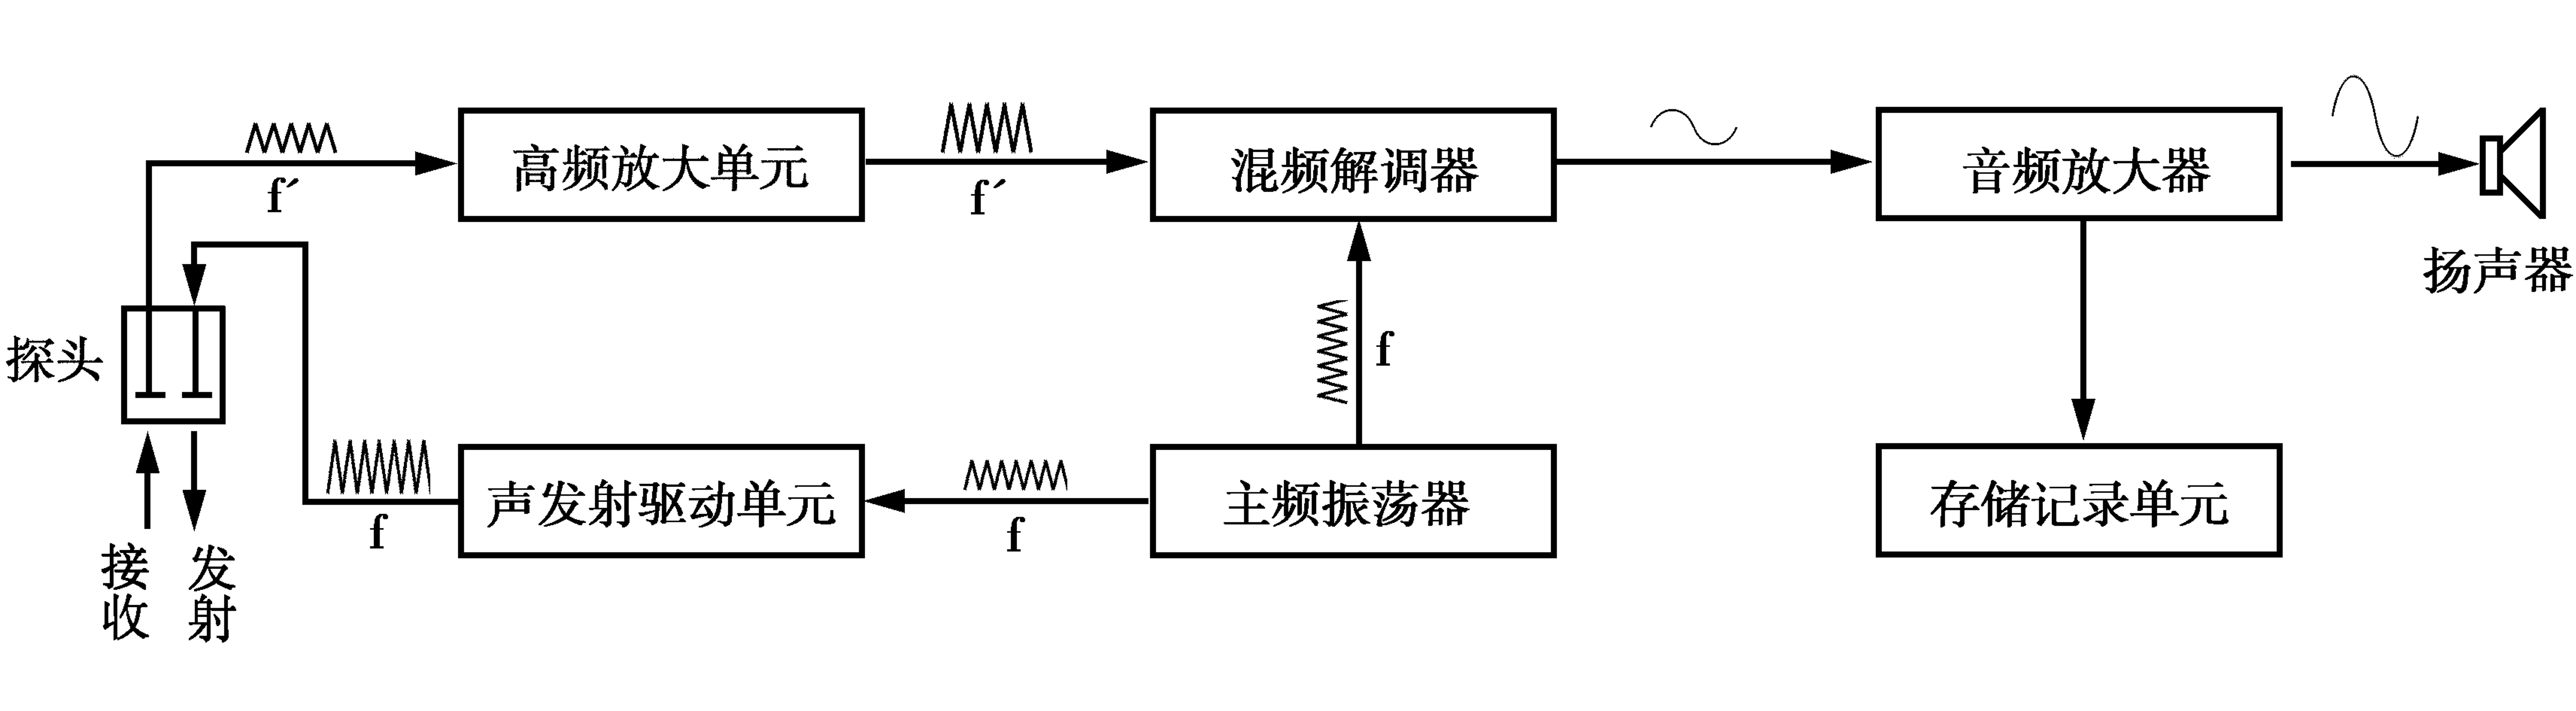 高频放大单元
混频解调器
音频放大器
f´
f´
扬声器
探头
f
声发射驱动单元
主频振荡器
存储记录单元
f
f
接收
发射